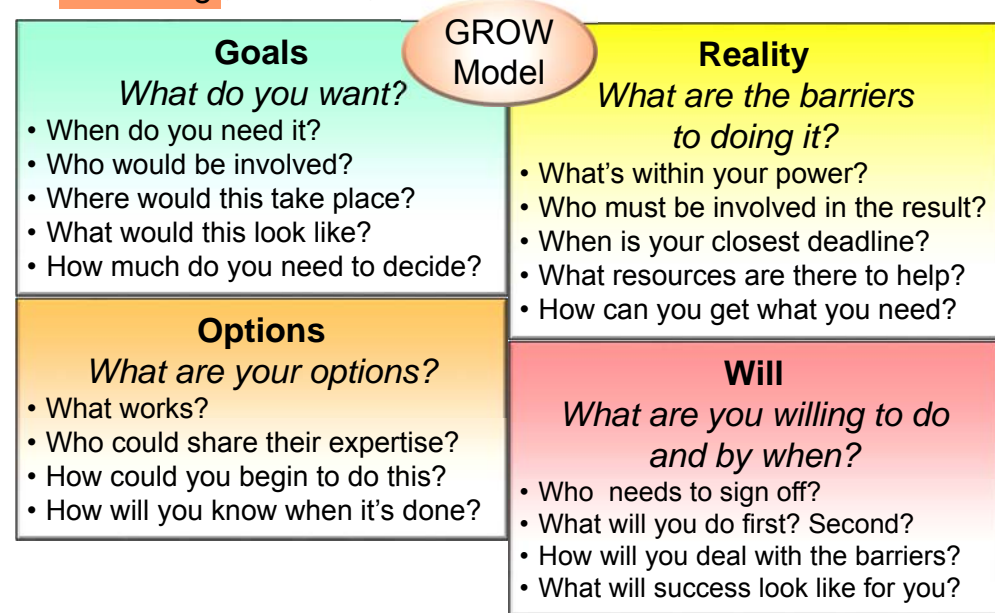 GROW
Model
Goals
What do you want?
• When do you need it?
• Who would be involved?
• Where would this take place?
• What would this look like?
• How much do you need to decide?
Reality
What are the barriers
to doing it?
• What's within your power?
• Who must be involved in the result?
• When is your closest deadline?
• What resources are there to help?
• How can you get what you need?
Options
What are your options?
• What works?
• Who could share their expertise?
• How could you begin to do this?
• How will you know when it's done?
Will
What are you willing to do
and by when?
• Who  needs to sign off?
• What will you do first? Second?
• How will you deal with the barriers?
• What will success look like for you?